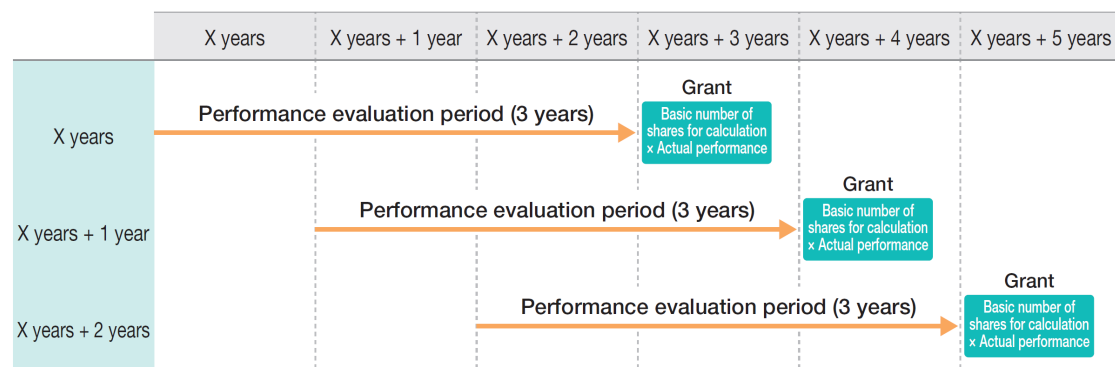 X years
X years + 1 year
X years + 2 years
X years + 3 years
X years + 4 years
X years + 5 years
X years
Performance evaluation period (3 years)
Grant
Basic number of
shares for calculation
× Actual performance
X years + 1 year
Performance evaluation period (3 years)
Grant
Basic number of
shares for calculation
× Actual performance
X years + 2 years
Performance evaluation period (3 years)
Grant
Basic number of
shares for calculation
× Actual performance